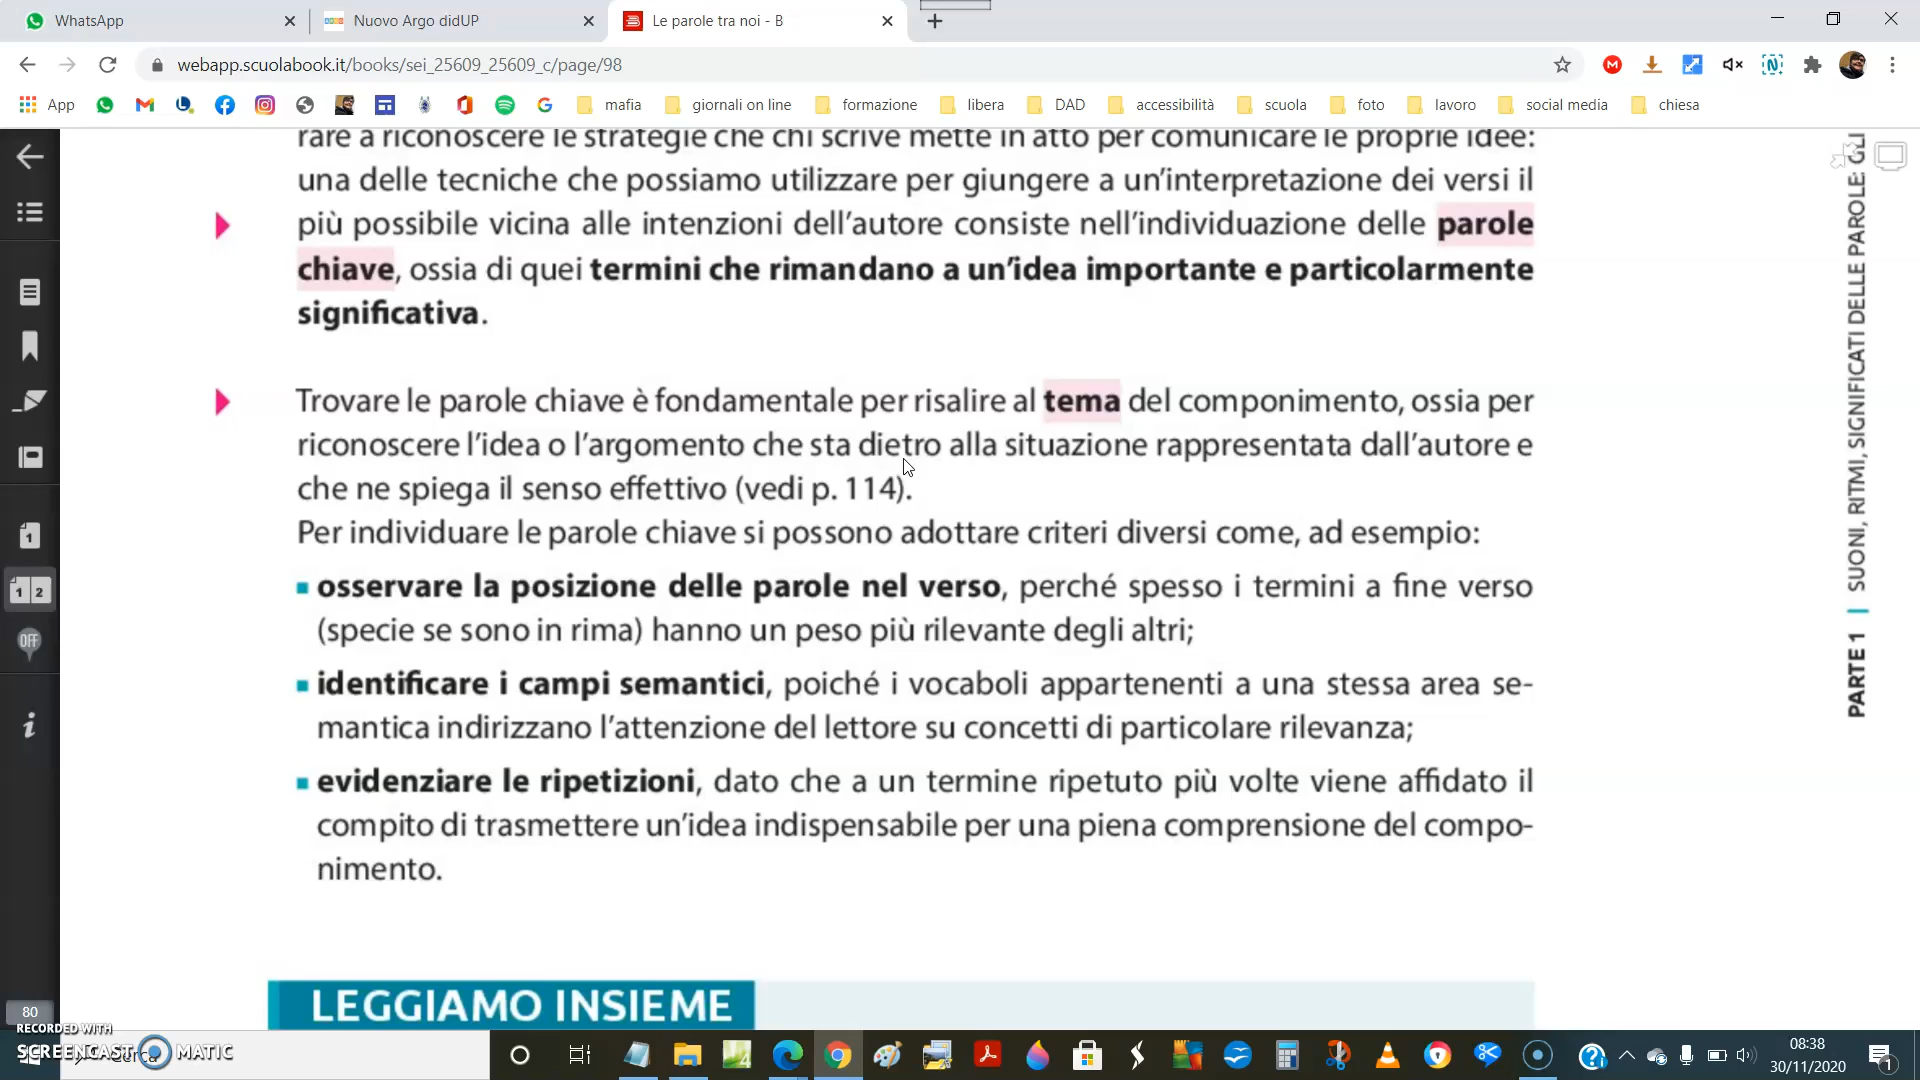 WhatsApp
Nuovo Argo didUP
Le parole tra noi - B
webapp.scuolabook.it/books/sei_25609_25609_c/page/98
App
mafia
giornali on line
formazione
libera
DAD
accessibilità
scuola
foto
lavoro
social media
chiesa
rare a riconoscere le strategie che chi scrive mette in atto per comunicare le proprie idee:
una delle tecniche che possiamo utilizzare per giungere a un'interpretazione dei versi il
più possibile vicina alle intenzioni dell'autore consiste nell'individuazione delle parole
chiave, ossia di quei termini che rimandano a un'idea importante e particolarmente
significativa.
Trovare le parole chiave è fondamentale per risalire al tema del componimento, ossia per
riconoscere l'idea o l'argomento che sta dietro alla situazione rappresentata dall'autore e
che ne spiega il senso effettivo (vedi p. 114).
Per individuare le parole chiave si possono adottare criteri diversi come, ad esempio:
osservare la posizione delle parole nel verso, perché spesso i termini a fine verso
(specie se sono in rima) hanno un peso più rilevante degli altri;
identificare i campi semantici, poiché i vocaboli appartenenti a una stessa area se-
mantica indirizzano l'attenzione del lettore su concetti di particolare rilevanza;
evidenziare le ripetizioni, dato che a un termine ripetuto più volte viene affidato il
compito di trasmettere un'idea indispensabile per una piena comprensione del compo-
nimento.
LEGGIAMO INSIEME
PARTE 1 | SUONI, RITMI, SIGNIFICATI DELLE PAROLE: GLI
1
1 2
OFF
80
RECORDED WITH
SCREENCAST MATIC
Cerca
08:38
30/11/2020
1